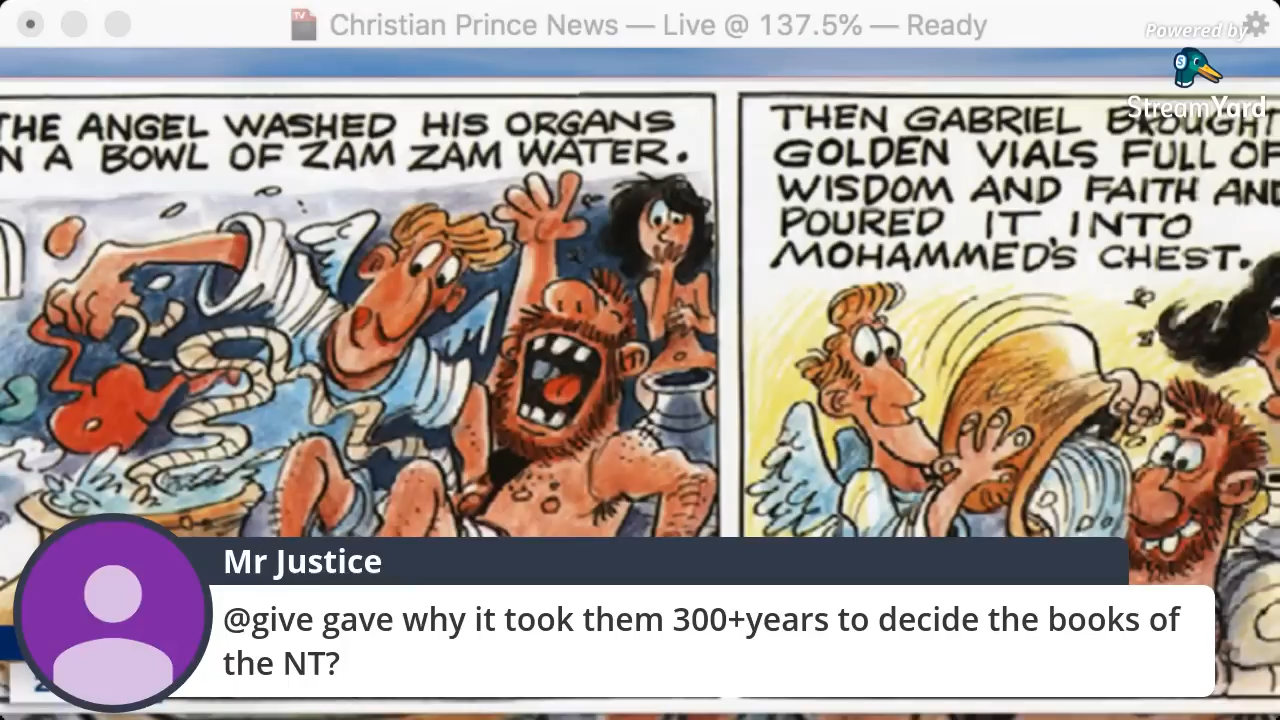 Christian Prince News — Live @ 137.5% — Ready
Powered by
StreamYard
THE ANGEL WASHED HIS ORGANS
IN A BOWL OF ZAM ZAM WATER.
THEN GABRIEL BROUGHT
GOLDEN VIALS FULL OF
WISDOM AND FAITH AND
POURED IT INTO
MOHAMMED'S CHEST.
Mr Justice
@give gave why it took them 300+years to decide the books of
the NT?